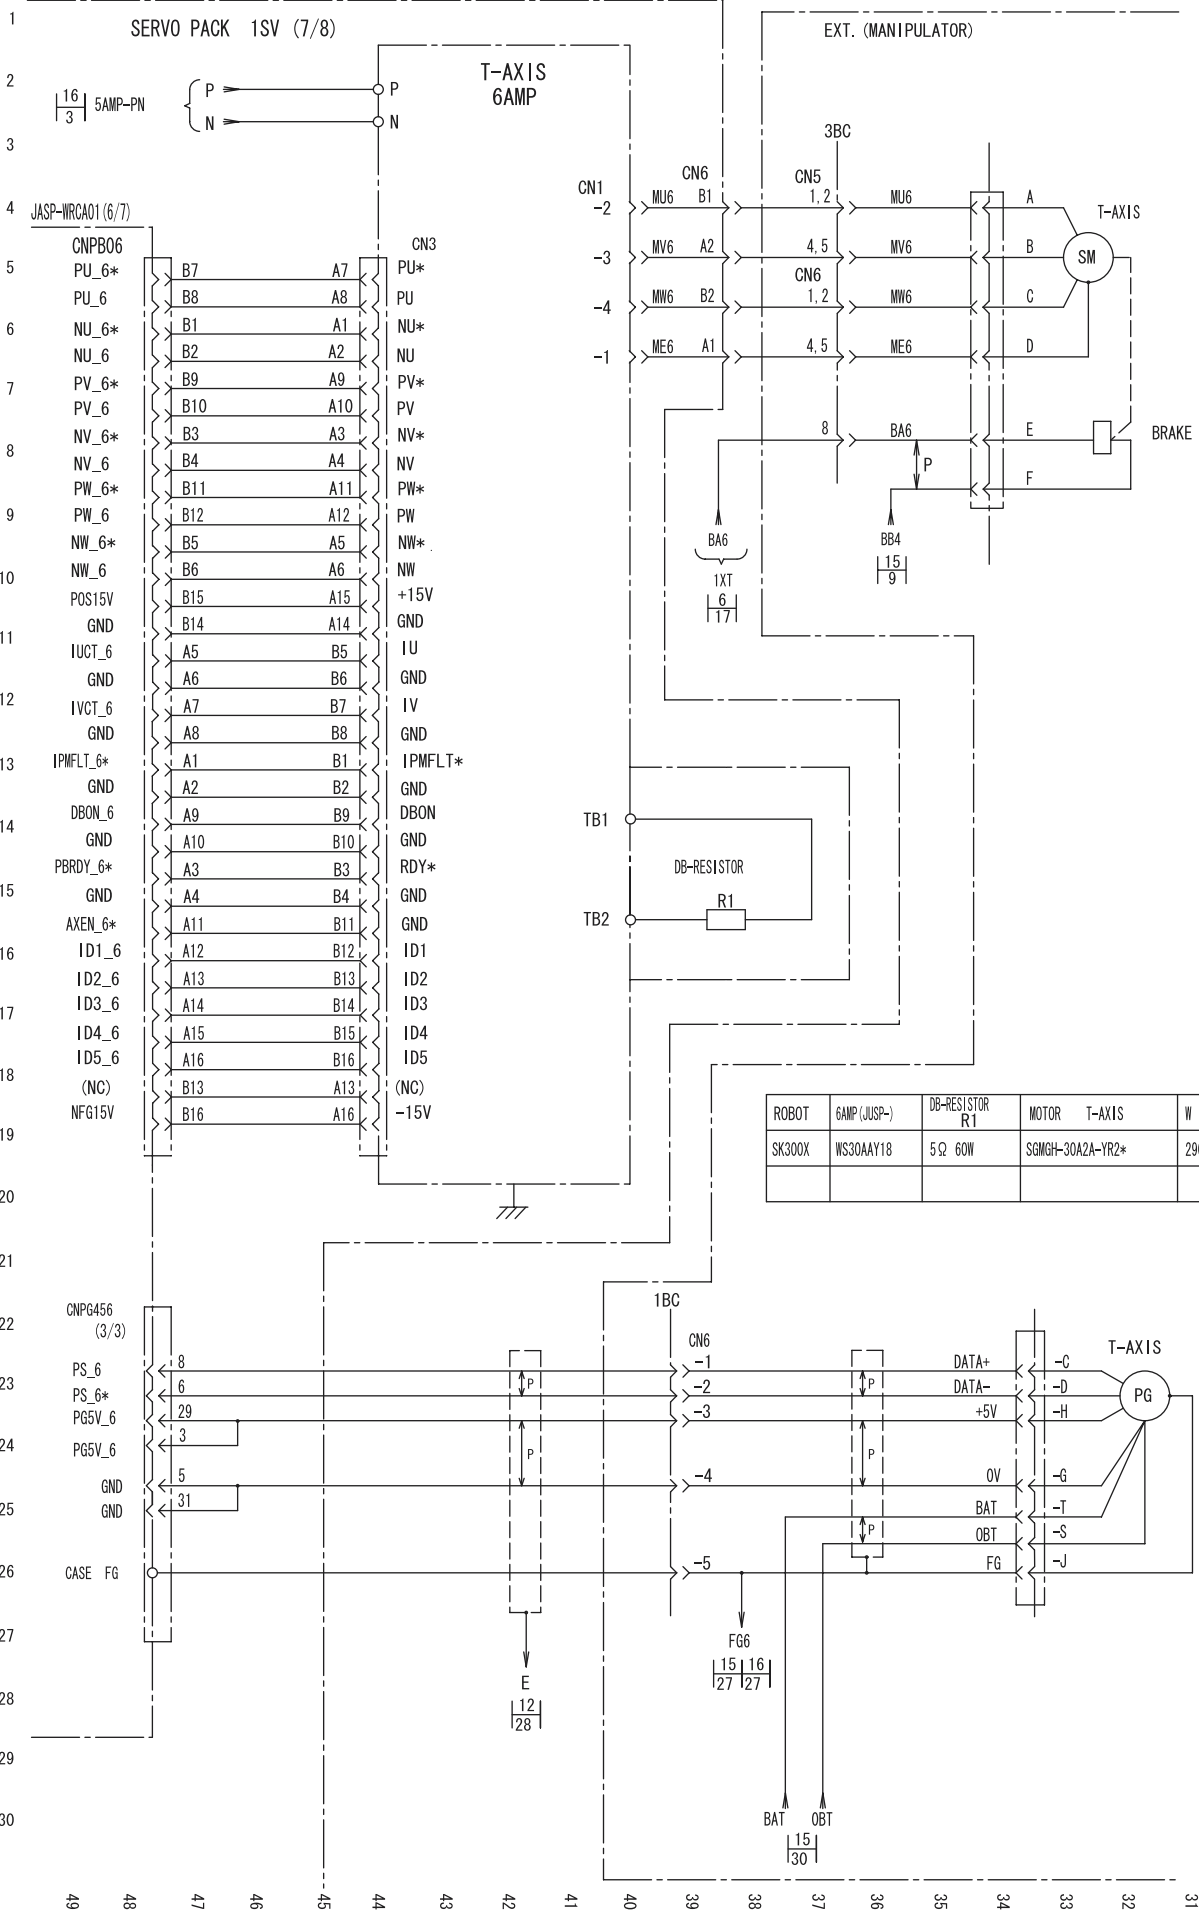 1
SERVO PACK 1SV (7/8)
EXT. (MANIPULATOR)
2
T-AXIS
6AMP
16
3
5AMP-PN
P P
N N
3
3BC
CN1 CN6 CN5
4 JASP-WRCA01(6/7)
-2 MU6 B1 1,2 MU6 A T-AXIS
-3 MV6 A2 4,5 MV6 B SM
CN6
-4 MW6 B2 1,2 MW6 C
-1 ME6 A1 4,5 ME6 D
8 BA6 E BRAKE
P
F
BA6
1XT
6
17
BB4
15
9
CNPB06 CN3
5 PU_6* B7 A7 PU*
PU_6 B8 A8 PU
6 NU_6* B1 A1 NU*
NU_6 B2 A2 NU
7 PV_6* B9 A9 PV*
PV_6 B10 A10 PV
NV_6* B3 A3 NV*
8 NV_6 B4 A4 NV
PW_6* B11 A11 PW*
9 PW_6 B12 A12 PW
NW_6* B5 A5 NW*
10 NW_6 B6 A6 NW
POS15V B15 A15 +15V
11 GND B14 A14 GND
IUCT_6 A5 B5 IU
GND A6 B6 GND
12 IVCT_6 A7 B7 IV
GND A8 B8 GND
13 IPMFLT_6* A1 B1 IPMFLT*
GND A2 B2 GND
14 DBON_6 A9 B9 DBON
GND A10 B10 GND
PBRDY_6* A3 B3 RDY*
15 GND A4 B4 GND
AXEN_6* A11 B11 GND
16 ID1_6 A12 B12 ID1
ID2_6 A13 B13 ID2
17 ID3_6 A14 B14 ID3
ID4_6 A15 B15 ID4
ID5_6 A16 B16 ID5
18 (NC) B13 A13 (NC)
NFG15V B16 A16 -15V
19
TB1
DB-RESISTOR
R1
TB2
ROBOT 6AMP(JUSP-) DB-RESISTOR R1 MOTOR T-AXIS W
SK300X WS30AAY18 5Ω 60W SGMGH-30A2A-YR2* 290
20
21
1BC
CNPG456
22 (3/3)
CN6
T-AXIS
PS_6 8 -1 DATA+ -C
23 P P PG
PS_6* 6 -2 DATA- -D
PG5V_6 29 -3 +5V -H
24 PG5V_6 3
P P
GND 5 -4 0V -G
25 GND 31 BAT -T
P
OBT -S
26 CASE FG -5 FG -J
27
FG6
15 16
27 27
E
12
28
28
29
30
BAT OBT
15
30
49 48 47 46 45 44 43 42 41 40 39 38 37 36 35 34 33 32 31